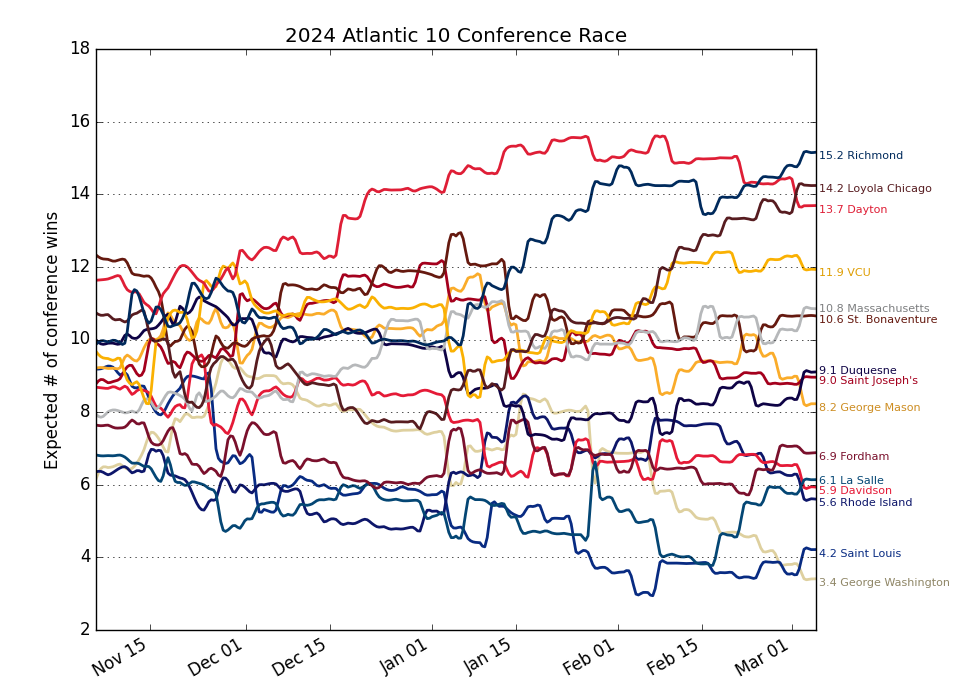 2024 Atlantic 10 Conference Race
Expected # of conference wins
18
16
14
12
10
8
6
4
2
Nov 15
Dec 01
Dec 15
Jan 01
Jan 15
Feb 01
Feb 15
Mar 01
15.2 Richmond
14.2 Loyola Chicago
13.7 Dayton
11.9 VCU
10.8 Massachusetts
10.6 St. Bonaventure
9.1 Duquesne
9.0 Saint Joseph's
8.2 George Mason
6.9 Fordham
6.1 La Salle
5.9 Davidson
5.6 Rhode Island
4.2 Saint Louis
3.4 George Washington